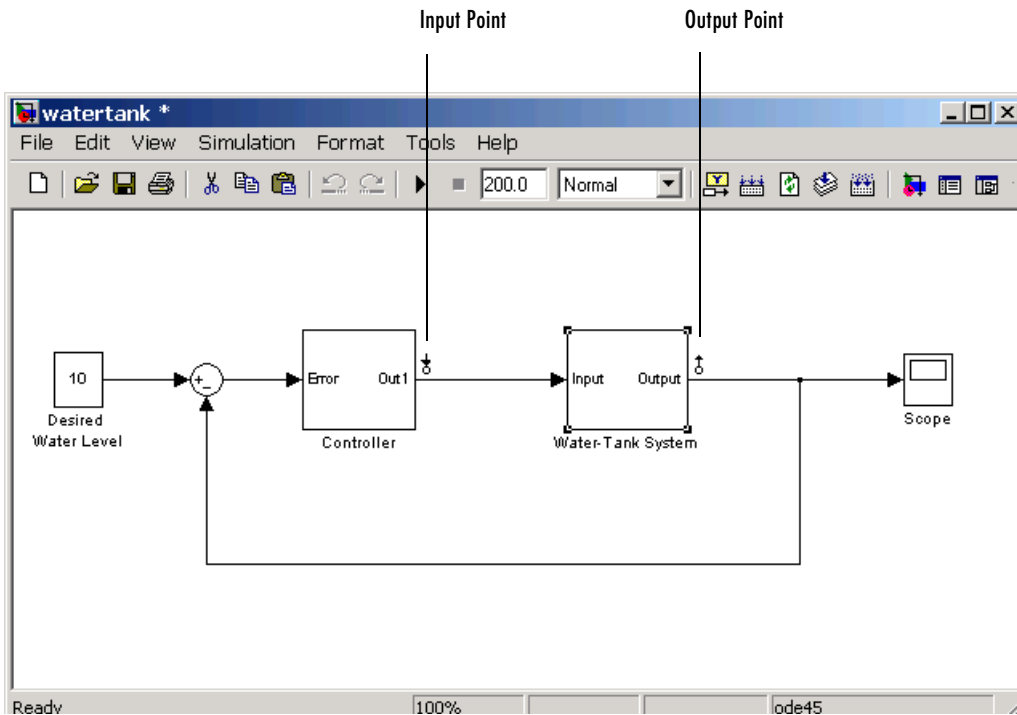 Input Point Output Point
watertank *
File Edit View Simulation Format Tools Help
200.0 Normal
10
Desired
Water Level
+
-
Error Out1
Controller
Input Output
Water-Tank System
Scope
Ready 100% ode45